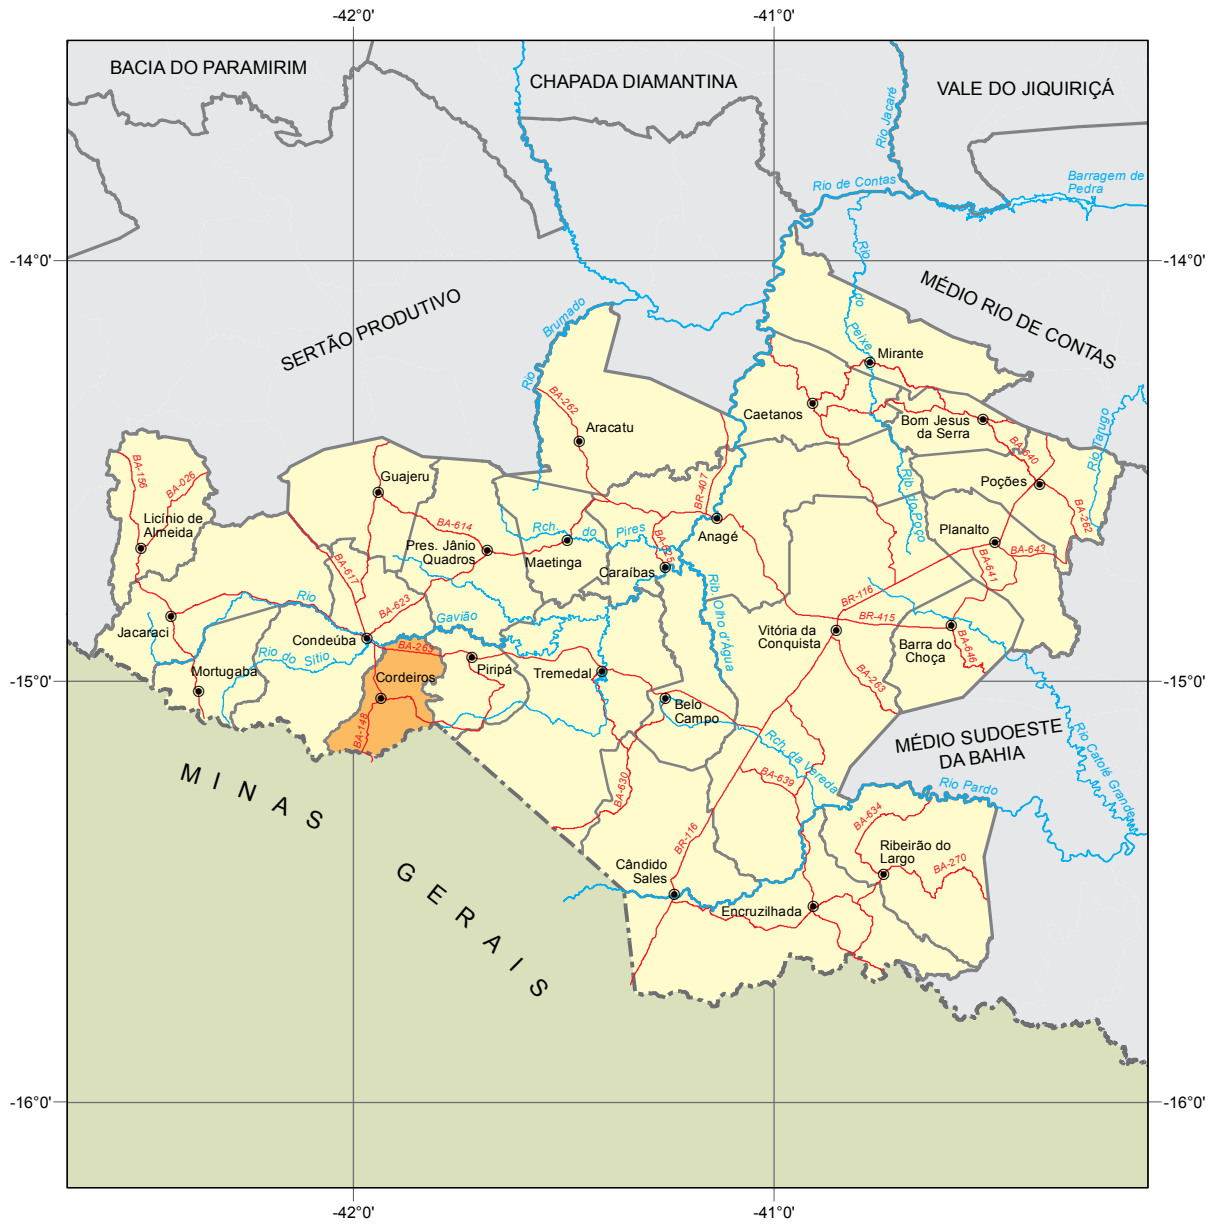 -42°0'
-41°0'
BACIA DO PARAMIRIM
CHAPADA DIAMANTINA
VALE DO JIQUIRIÇÁ
Rio Jacaré
Rio de Contas
Barragem de
Pedra
-14°0'
-14°0'
Rio
do
Peixe
MÉDIO RIO DE CONTAS
SERTÃO PRODUTIVO
Rio
Brumado
Mirante
BA-262
Caetanos
Bom Jesus
da Serra
Aracatu
Rio Tarugo
BA-640
BA-156
BA-026
Guajeru
BR-407
Rib. do Poço
Poções
BA-262
Licínio de
Almeida
BA-614
Rch.
do
Pires
Anagé
Planalto
BA-643
Pres. Jânio
Quadros
Maetinga
BA-625
Caraíbas
BA-641
BA-617
BA-623
Rib. Olho d'Água
BR-116
BR-415
Rio
Gavião
Jacaraci
Condeúba
Vitória da
Conquista
Barra do
Choça
BA-646
BA-263
Rio do Sítio
Mortugaba
Cordeiros
Piripá
Tremedal
BA-263
-15°0'
-15°0'
Belo
Campo
BA-148
Rch. da Vereda
MÉDIO SUDOESTE
DA BAHIA
Rio Catolé Grande
BA-630
BA-639
Rio Pardo
MINAS
GERAIS
BR-116
BA-634
Ribeirão do
Largo
BA-270
Cândido
Sales
Encruzilhada
-16°0'
-16°0'
-42°0'
-41°0'